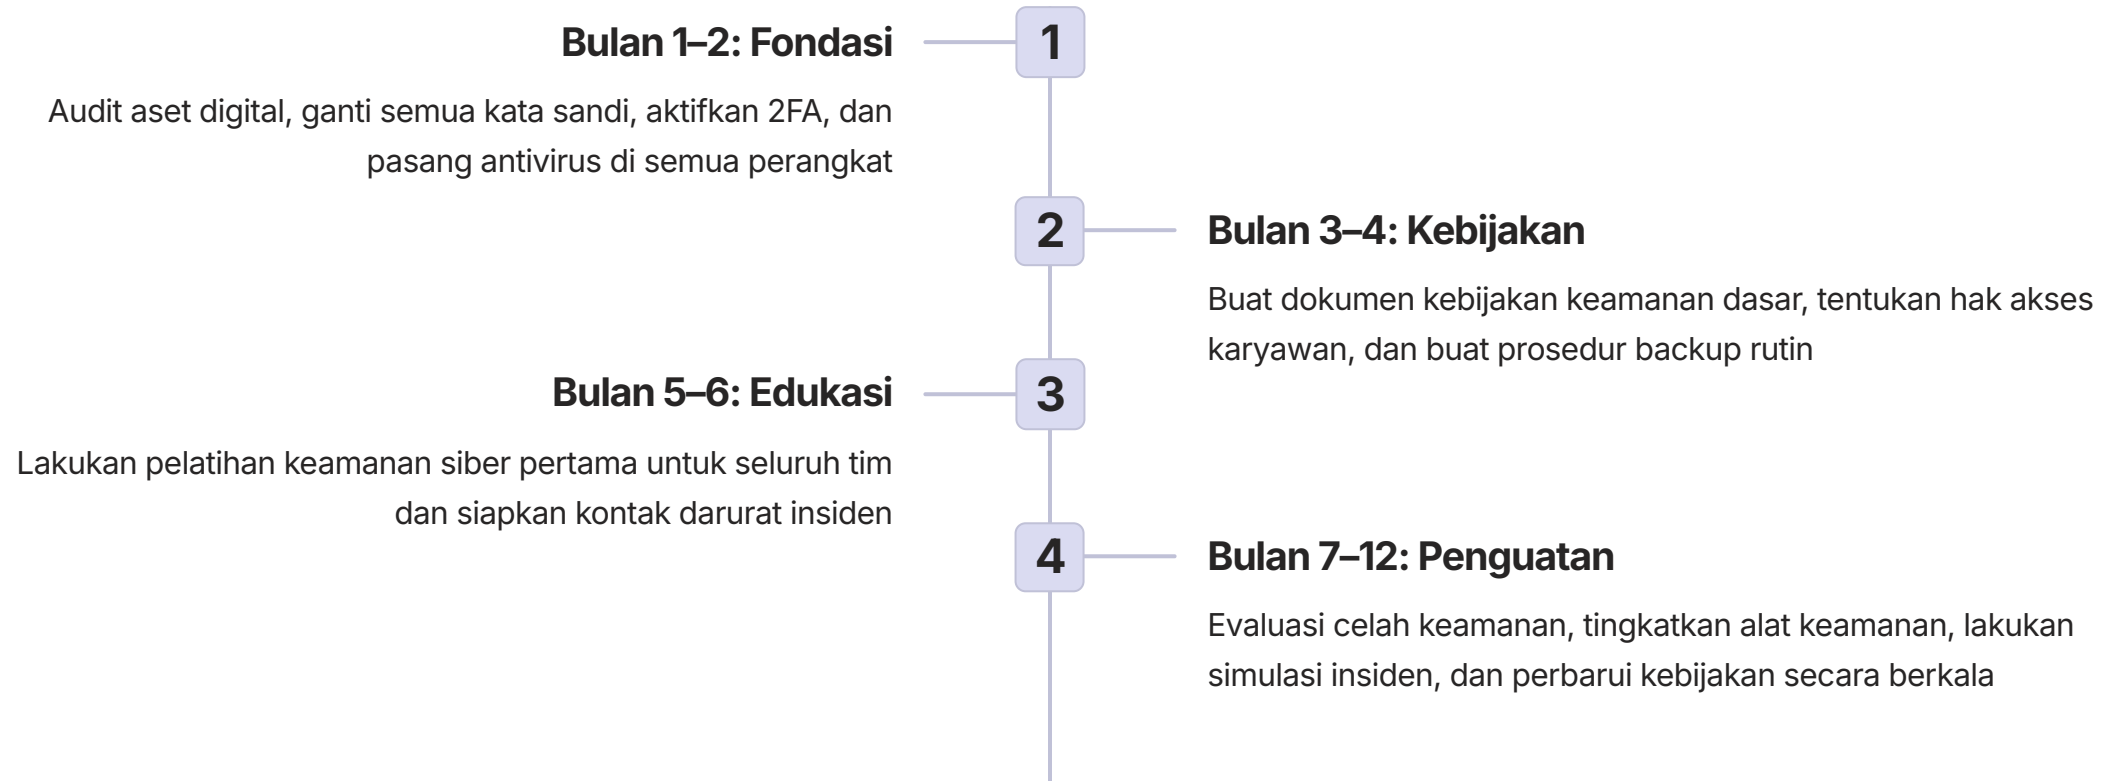 Bulan 1–2: Fondasi
1
Audit aset digital, ganti semua kata sandi, aktifkan 2FA, dan
pasang antivirus di semua perangkat
2
Bulan 3–4: Kebijakan
Buat dokumen kebijakan keamanan dasar, tentukan hak akses
karyawan, dan buat prosedur backup rutin
Bulan 5–6: Edukasi
3
Lakukan pelatihan keamanan siber pertama untuk seluruh tim
dan siapkan kontak darurat insiden
4
Bulan 7–12: Penguatan
Evaluasi celah keamanan, tingkatkan alat keamanan, lakukan
simulasi insiden, dan perbarui kebijakan secara berkala